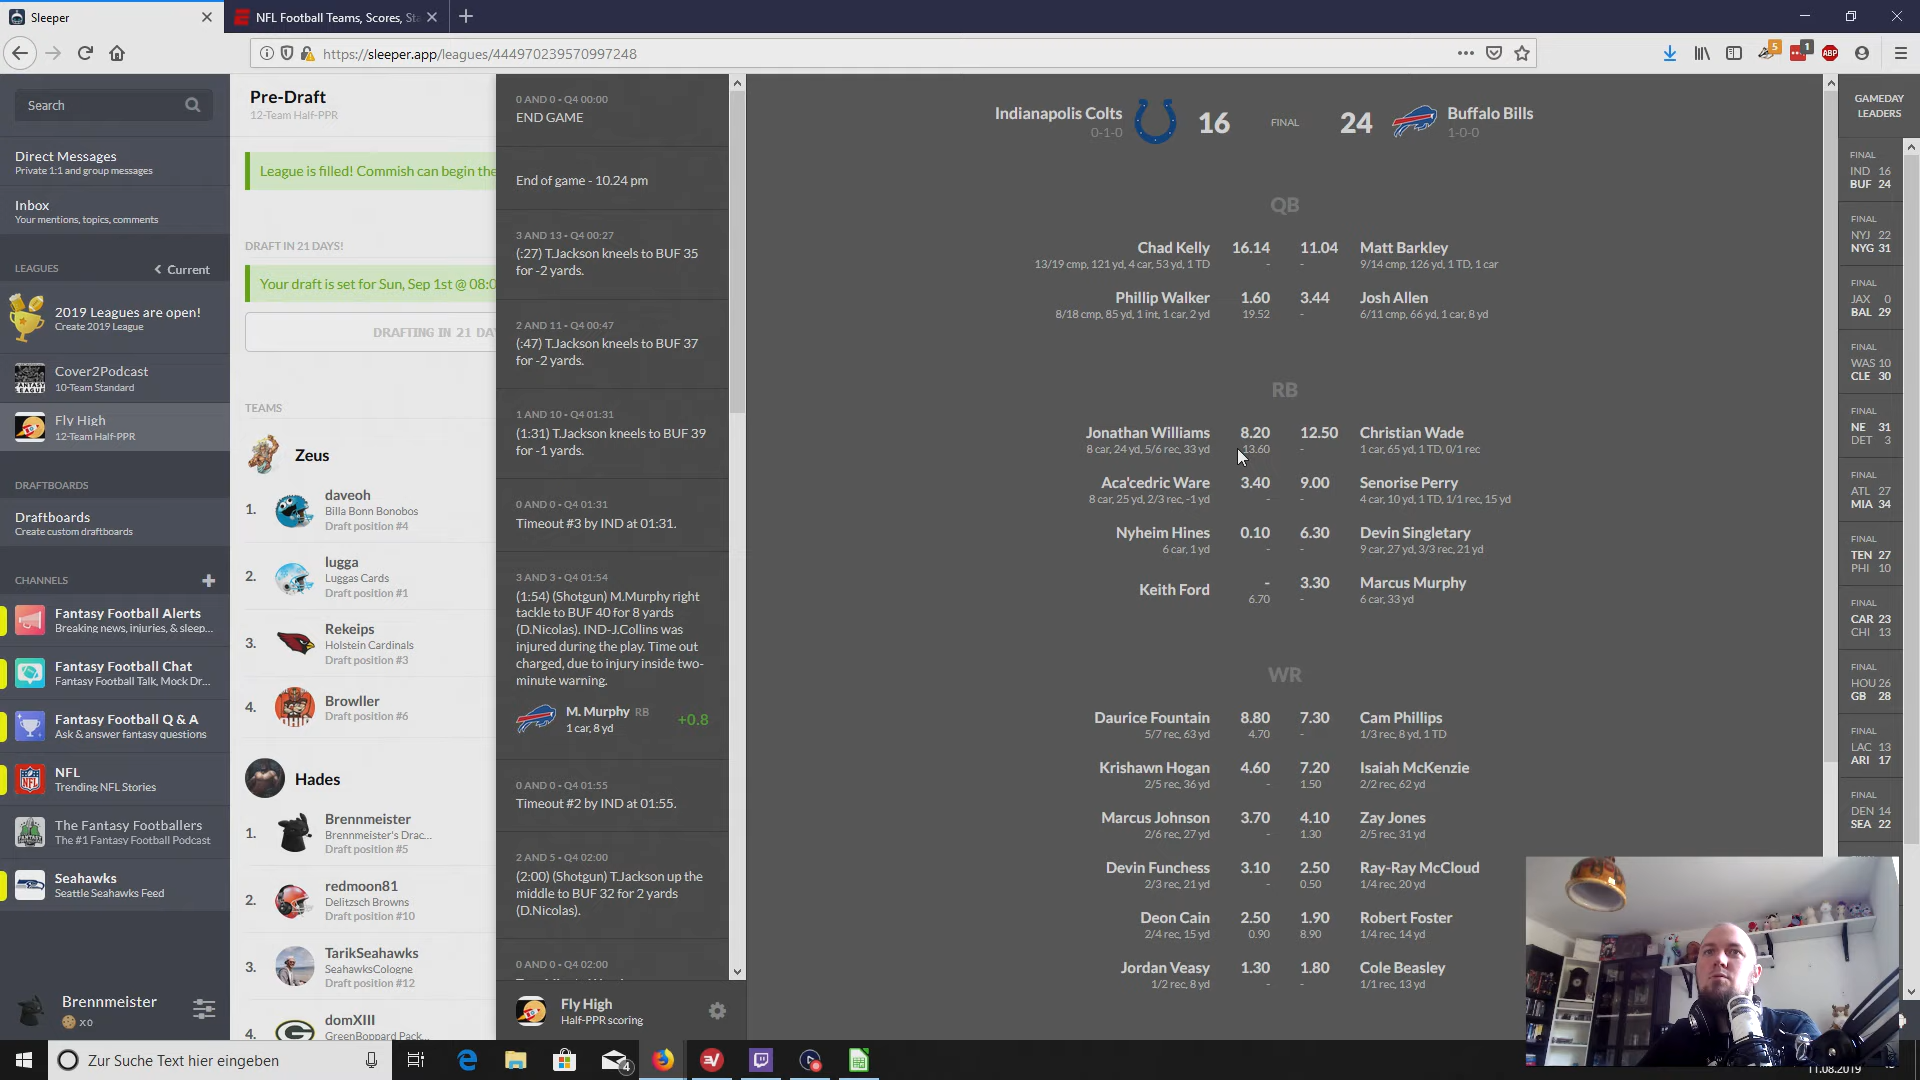 Sleeper
NFL Football Teams, Scores, Sta
https://sleeper.app/leagues/444970239570997248
5
1
ABP
Search
Direct Messages
Private 1:1 and group messages
Inbox
Your mentions, topics, comments
LEAGUES
Current
2019 Leagues are open!
Create 2019 League
Cover2Podcast
10-Team Standard
Fly High
12-Team Half-PPR
DRAFTBOARDS
Draftboards
Create custom draftboards
CHANNELS
Fantasy Football Alerts
Breaking news, injuries, & sleep...
Fantasy Football Chat
Fantasy Football Talk, Mock Dr...
Fantasy Football Q & A
Ask & answer fantasy questions
NFL
Trending NFL Stories
The Fantasy Footballers
The #1 Fantasy Football Podcast
Seahawks
Seattle Seahawks Feed
Brennmeister
X0
Pre-Draft
12-Team Half-PPR
League is filled! Commish can begin the
DRAFT IN 21 DAYS!
Your draft is set for Sun, Sep 1st @ 08:0
DRAFTING IN 21 DA
TEAMS
Zeus
1. daveoh
Billa Bonn Bonobos
Draft position #4
2. lugga
Luggas Cards
Draft position #1
3. Rekeips
Holstein Cardinals
Draft position #3
4. Browller
Draft position #6
Hades
1. Brennmeister
Brennmeister's Drac...
Draft position #5
2. redmoon81
Delitzsch Browns
Draft position #10
3. TarikSeahawks
SeahawksCologne
Draft position #12
4. domXIII
GreenBoppard Pack...
0 AND 0 - Q4 00:00
END GAME
End of game - 10.24 pm
3 AND 13 - Q4 00:27
(:27) T.Jackson kneels to BUF 35
for -2 yards.
2 AND 11 - Q4 00:47
(:47) T.Jackson kneels to BUF 37
for -2 yards.
1 AND 10 - Q4 01:31
(1:31) T.Jackson kneels to BUF 39
for -1 yards.
0 AND 0 - Q4 01:31
Timeout #3 by IND at 01:31.
3 AND 3 - Q4 01:54
(1:54) (Shotgun) M.Murphy right
tackle to BUF 40 for 8 yards
(D.Nicolas). IND-J.Collins was
injured during the play. Time out
charged, due to injury inside two-
minute warning.
M. Murphy RB
1 car, 8 yd
+0.8
0 AND 0 - Q4 01:55
Timeout #2 by IND at 01:55.
2 AND 5 - Q4 02:00
(2:00) (Shotgun) T.Jackson up the
middle to BUF 32 for 2 yards
(D.Nicolas).
0 AND 0 - Q4 02:00
Fly High
Half-PPR scoring
Indianapolis Colts 16 FINAL 24 Buffalo Bills
0-1-0 1-0-0
QB
Chad Kelly 16.14 11.04 Matt Barkley
13/19 cmp, 121 yd, 4 car, 53 yd, 1 TD - - 9/14 cmp, 126 yd, 1 TD, 1 car
Phillip Walker 1.60 3.44 Josh Allen
8/18 cmp, 85 yd, 1 int, 1 car, 2 yd 19.52 - 6/11 cmp, 66 yd, 1 car, 8 yd
RB
Jonathan Williams 8.20 12.50 Christian Wade
8 car, 24 yd, 5/6 rec, 33 yd 13.60 - 1 car, 65 yd, 1 TD, 0/1 rec
Aca'cedric Ware 3.40 9.00 Senorise Perry
8 car, 25 yd, 2/3 rec, -1 yd - - 4 car, 10 yd, 1 TD, 1/1 rec, 15 yd
Nyheim Hines 0.10 6.30 Devin Singletary
6 car, 1 yd - - 9 car, 27 yd, 3/3 rec, 21 yd
Keith Ford - 3.30 Marcus Murphy
6.70 - 6 car, 33 yd
WR
Daurice Fountain 8.80 7.30 Cam Phillips
5/7 rec, 63 yd 4.70 - 1/3 rec, 8 yd, 1 TD
Krishawn Hogan 4.60 7.20 Isaiah McKenzie
2/5 rec, 36 yd - 1.50 2/2 rec, 62 yd
Marcus Johnson 3.70 4.10 Zay Jones
2/6 rec, 27 yd - 1.30 2/5 rec, 31 yd
Devin Funchess 3.10 2.50 Ray-Ray McCloud
2/3 rec, 21 yd - 0.50 1/4 rec, 20 yd
Deon Cain 2.50 1.90 Robert Foster
2/4 rec, 15 yd 0.90 8.90 1/4 rec, 14 yd
Jordan Veasy 1.30 1.80 Cole Beasley
1/2 rec, 8 yd - - 1/1 rec, 13 yd
GAMEDAY
LEADERS
FINAL
IND 16
BUF 24
FINAL
NYJ 22
NYG 31
FINAL
JAX 0
BAL 29
FINAL
WAS 10
CLE 30
FINAL
NE 31
DET 3
FINAL
ATL 27
MIA 34
FINAL
TEN 27
PHI 10
FINAL
CAR 23
CHI 13
FINAL
HOU 26
GB 28
FINAL
LAC 13
ARI 17
FINAL
DEN 14
SEA 22
Zur Suche Text hier eingeben
4
11.08.2019